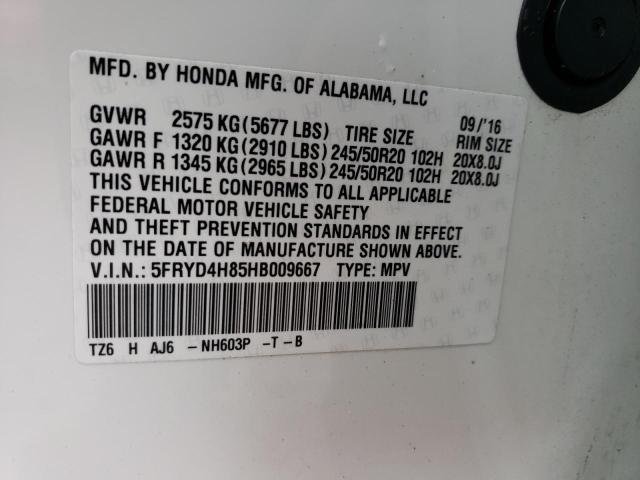 MFD. BY HONDA MFG. OF ALABAMA, LLC
09/'16
GVWR 2575 KG(5677 LBS) TIRE SIZE RIM SIZE
GAWR F 1320 KG(2910 LBS) 245/50R20 102H 20X8.0J
GAWR R 1345 KG(2965 LBS) 245/50R20 102H 20X8.0J
THIS VEHICLE CONFORMS TO ALL APPLICABLE
FEDERAL MOTOR VEHICLE SAFETY
AND THEFT PREVENTION STANDARDS IN EFFECT
ON THE DATE OF MANUFACTURE SHOWN ABOVE.
V.I.N.: 5FRYD4H85HB009667 TYPE: MPV
TZ6 H AJ6 - NH603P -T - B